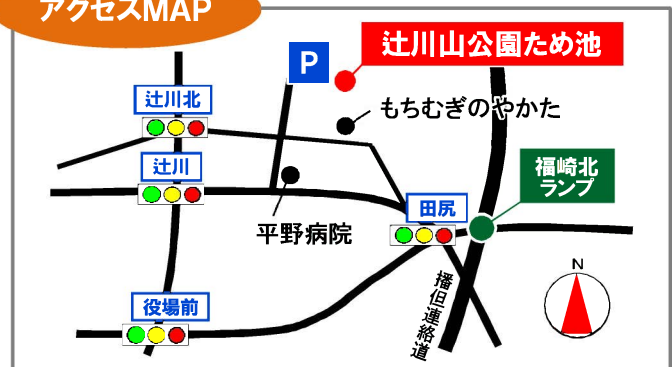 アクセスMAP
P
辻川山公園ため池
辻川北
もちむぎのやかた
辻川
福崎北
ランプ
平野病院
田尻
播但連絡道
N
役場前